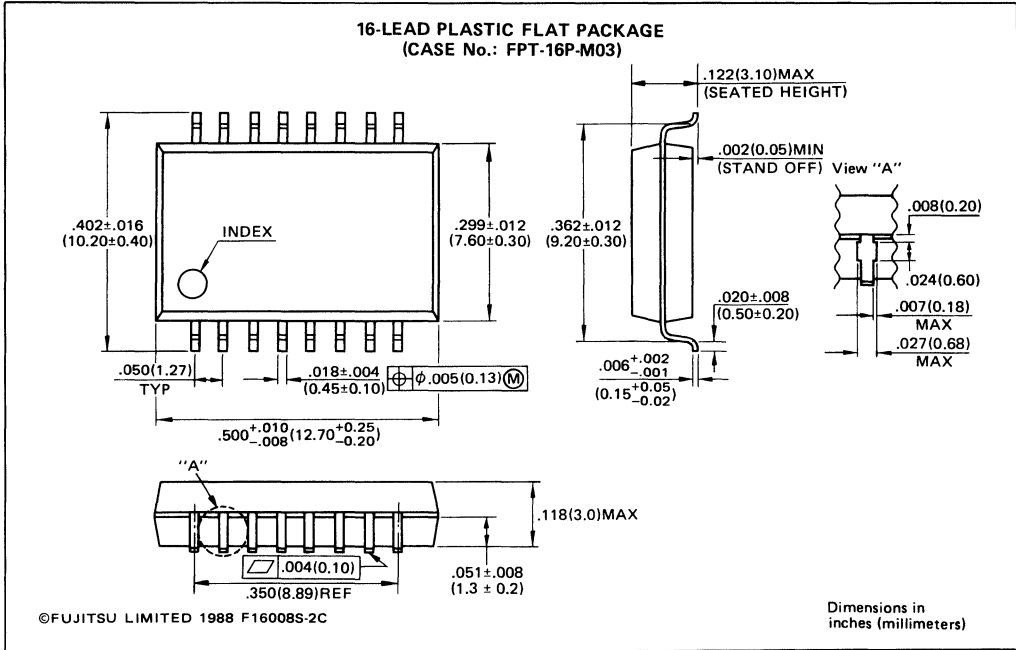 16-LEAD PLASTIC FLAT PACKAGE
(CASE No.: FPT-16P-M03)
.122(3.10)MAX
(SEATED HEIGHT)
.002(0.05)MIN
(STAND OFF)
View "A"
.008(0.20)
.402±.016
(10.20±0.40)
INDEX
.299±.012
(7.60±0.30)
.362±.012
(9.20±0.30)
.024(0.60)
.020±.008
(0.50±0.20)
.007(0.18)
MAX
.027(0.68)
MAX
.050(1.27)
TYP
.018±.004
(0.45±0.10)
⌖ ϕ.005(0.13)Ⓜ
.006+.002 -.001
(0.15+0.05 -0.02)
.500+.010 -.008(12.70+0.25 -0.20)
"A"
.118(3.0)MAX
▱ .004(0.10)
.051±.008
(1.3 ± 0.2)
.350(8.89)REF
©FUJITSU LIMITED 1988 F16008S-2C
Dimensions in
inches (millimeters)